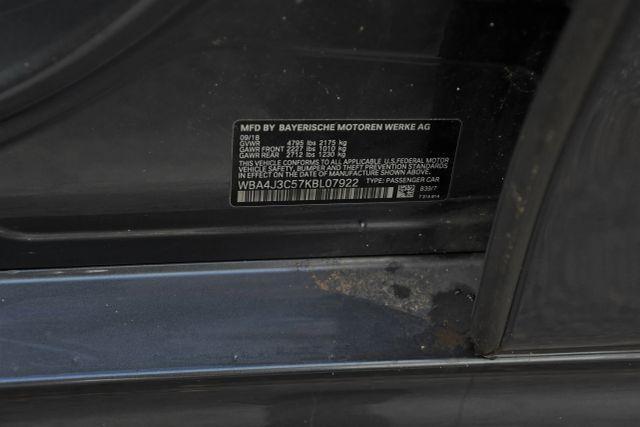 MFD BY BAYERISCHE MOTOREN WERKE AG
09/18
GVWR 4795 lbs 2175 kg
GAWR FRONT 2227 lbs 1010 kg
GAWR REAR 2712 lbs 1230 kg
THIS VEHICLE CONFORMS TO ALL APPLICABLE U.S.FEDERAL MOTOR
VEHICLE SAFETY, BUMPER AND THEFT PREVENTION STANDARDS
IN EFFECT ON THE DATE OF MANUFACTURE SHOWN ABOVE.
WBA4J3C57KBL07922 TYPE: PASSENGER CAR
B39/7